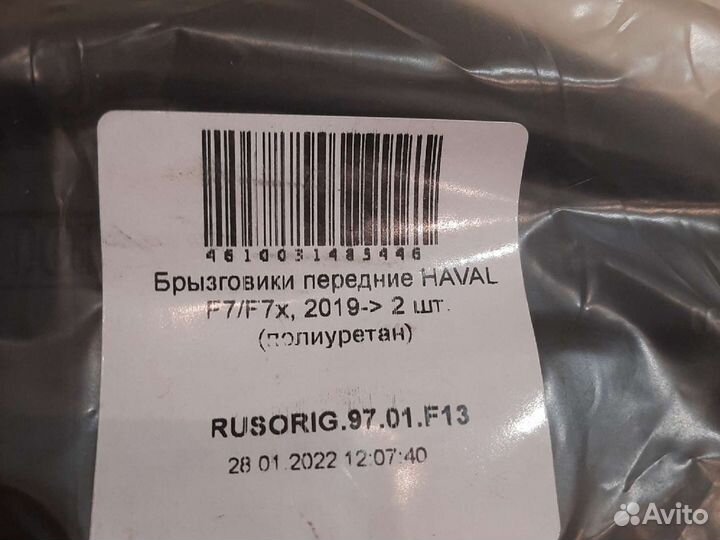 4610031485446
Брызговики передние HAVAL
F7/F7x, 2019-> 2 шт.
(полиуретан)
RUSORIG.97.01.F13
28.01.2022 12:07:40
Avito